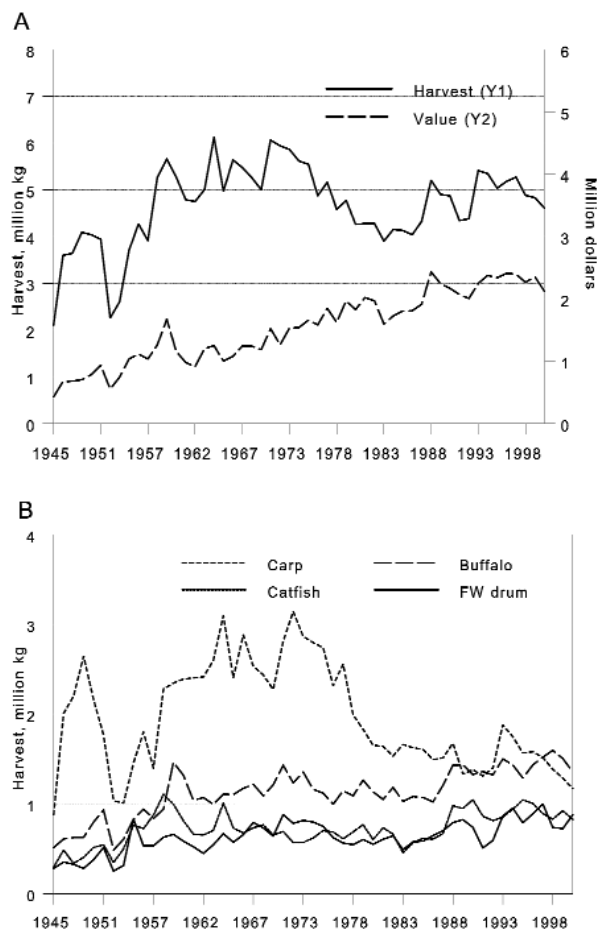 A
8
7
6
5
4
3
2
1
0
Harvest, million kg
6
5
4
3
2
1
0
Million dollars
Harvest (Y1)
Value (Y2)
1945 1951 1957 1962 1967 1973 1978 1983 1988 1993 1998
B
4
3
2
1
0
Harvest, million kg
Carp Buffalo
Catfish FW drum
1945 1951 1957 1962 1967 1973 1978 1983 1988 1993 1998